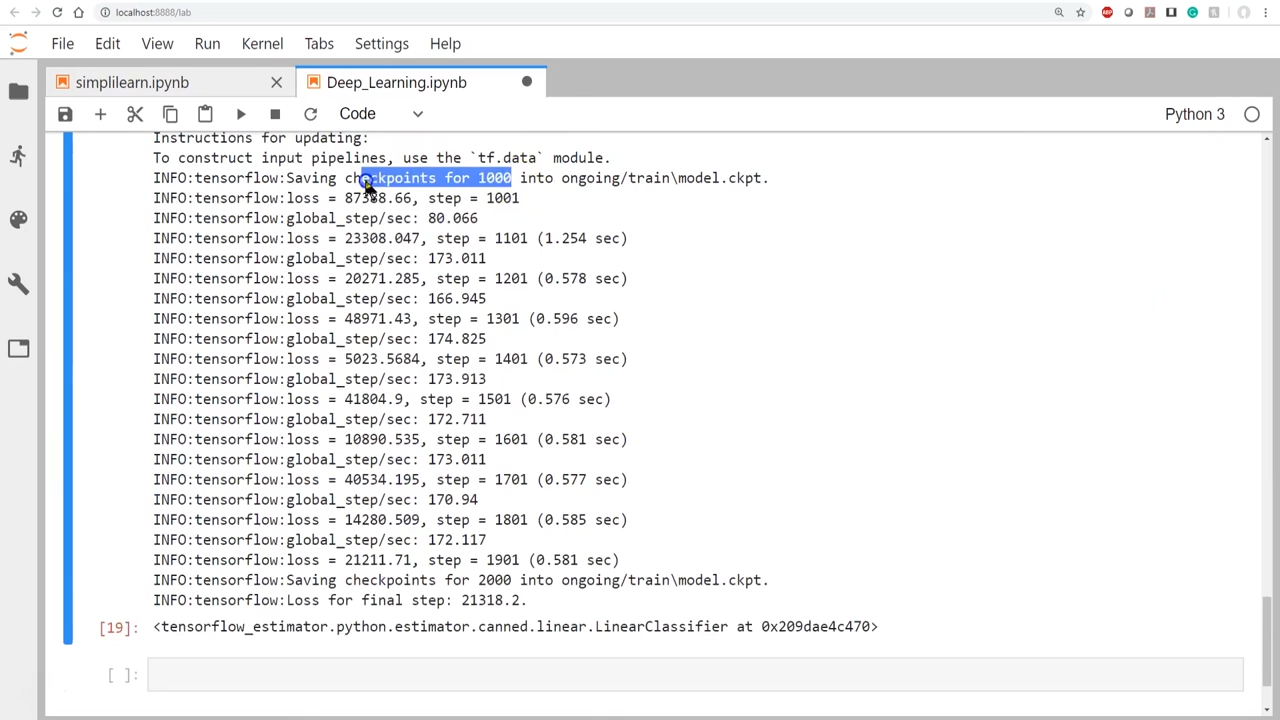 localhost:8888/lab
File Edit View Run Kernel Tabs Settings Help
simplilearn.ipynb Deep_Learning.ipynb
Code Python 3
Instructions for updating:
To construct input pipelines, use the `tf.data` module.
INFO:tensorflow:Saving checkpoints for 1000 into ongoing/train\model.ckpt.
INFO:tensorflow:loss = 87388.66, step = 1001
INFO:tensorflow:global_step/sec: 80.066
INFO:tensorflow:loss = 23308.047, step = 1101 (1.254 sec)
INFO:tensorflow:global_step/sec: 173.011
INFO:tensorflow:loss = 20271.285, step = 1201 (0.578 sec)
INFO:tensorflow:global_step/sec: 166.945
INFO:tensorflow:loss = 48971.43, step = 1301 (0.596 sec)
INFO:tensorflow:global_step/sec: 174.825
INFO:tensorflow:loss = 5023.5684, step = 1401 (0.573 sec)
INFO:tensorflow:global_step/sec: 173.913
INFO:tensorflow:loss = 41804.9, step = 1501 (0.576 sec)
INFO:tensorflow:global_step/sec: 172.711
INFO:tensorflow:loss = 10890.535, step = 1601 (0.581 sec)
INFO:tensorflow:global_step/sec: 173.011
INFO:tensorflow:loss = 40534.195, step = 1701 (0.577 sec)
INFO:tensorflow:global_step/sec: 170.94
INFO:tensorflow:loss = 14280.509, step = 1801 (0.585 sec)
INFO:tensorflow:global_step/sec: 172.117
INFO:tensorflow:loss = 21211.71, step = 1901 (0.581 sec)
INFO:tensorflow:Saving checkpoints for 2000 into ongoing/train\model.ckpt.
INFO:tensorflow:Loss for final step: 21318.2.
[19]: <tensorflow_estimator.python.estimator.canned.linear.LinearClassifier at 0x209dae4c470>
[ ]: